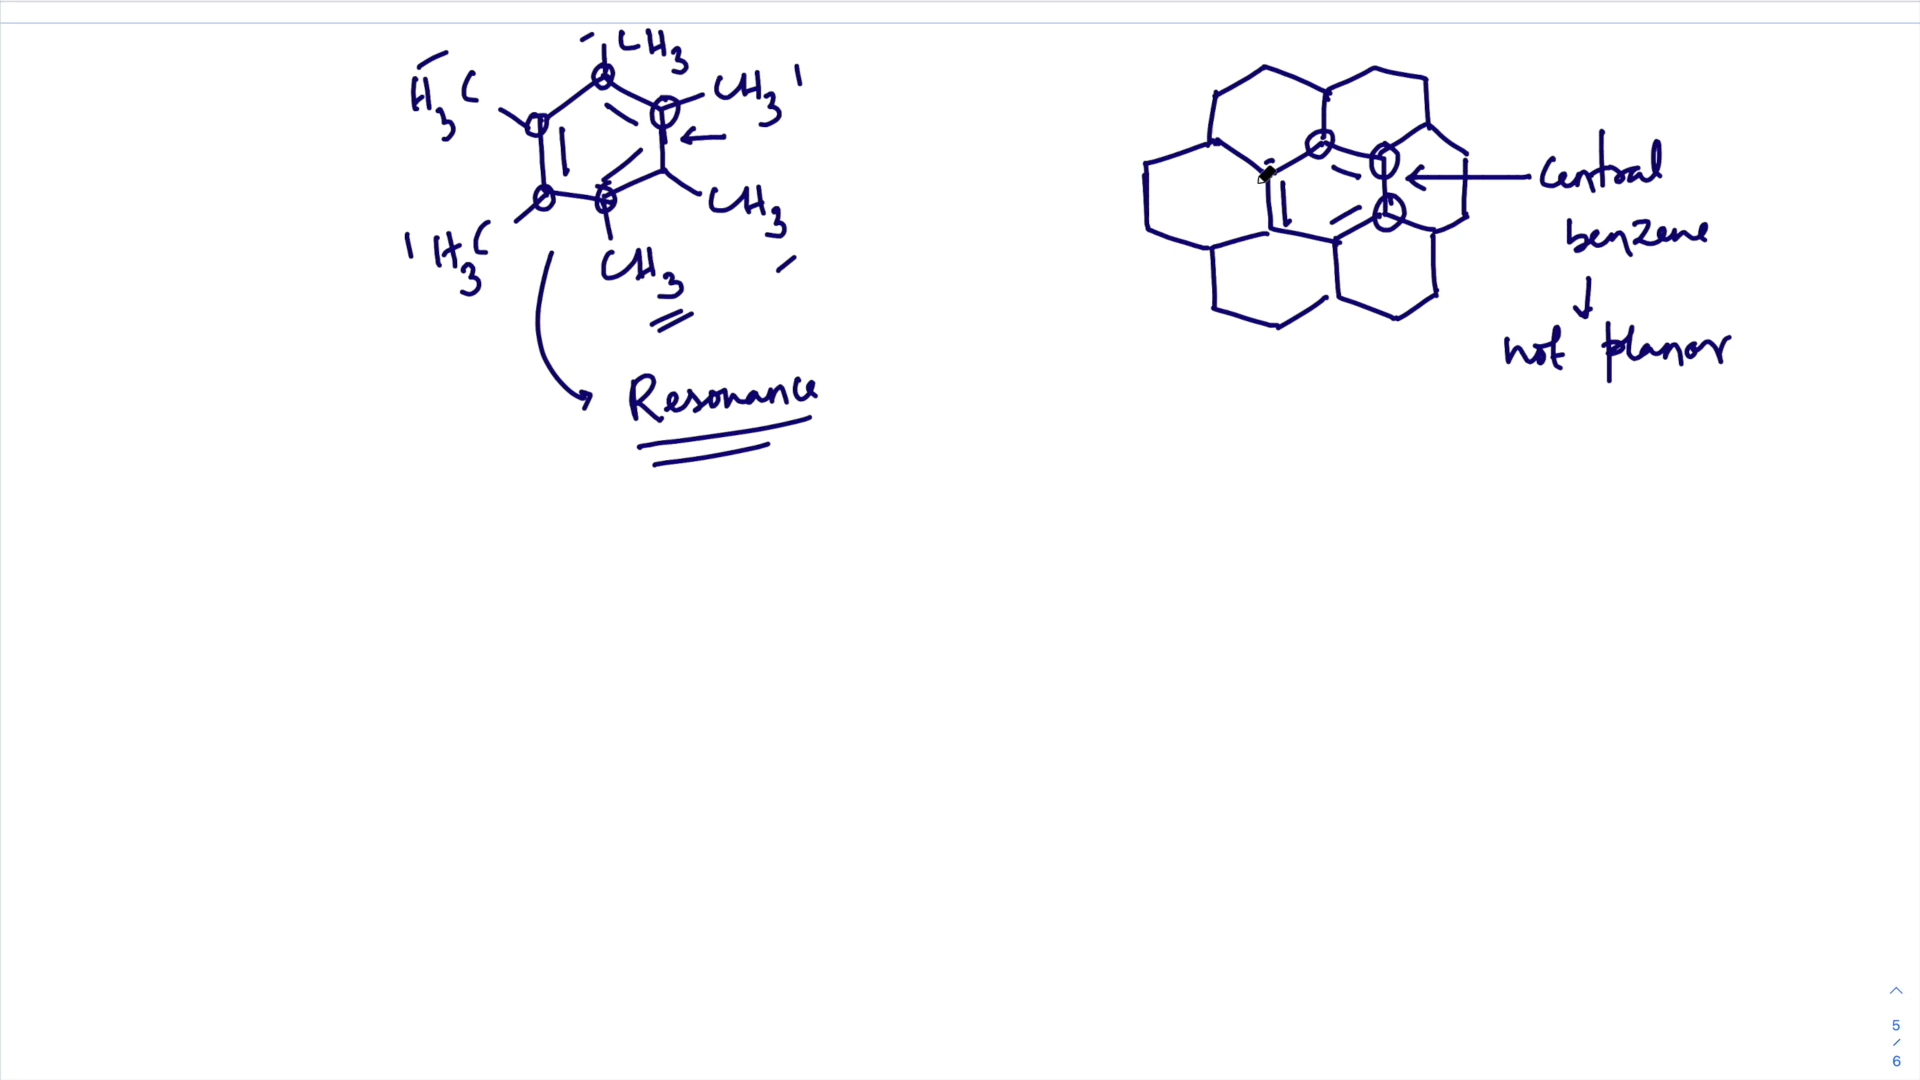 CH3
H3C
CH3
CH3
H3C
CH3
Resonance
Central
benzene
not planar
5
/
6